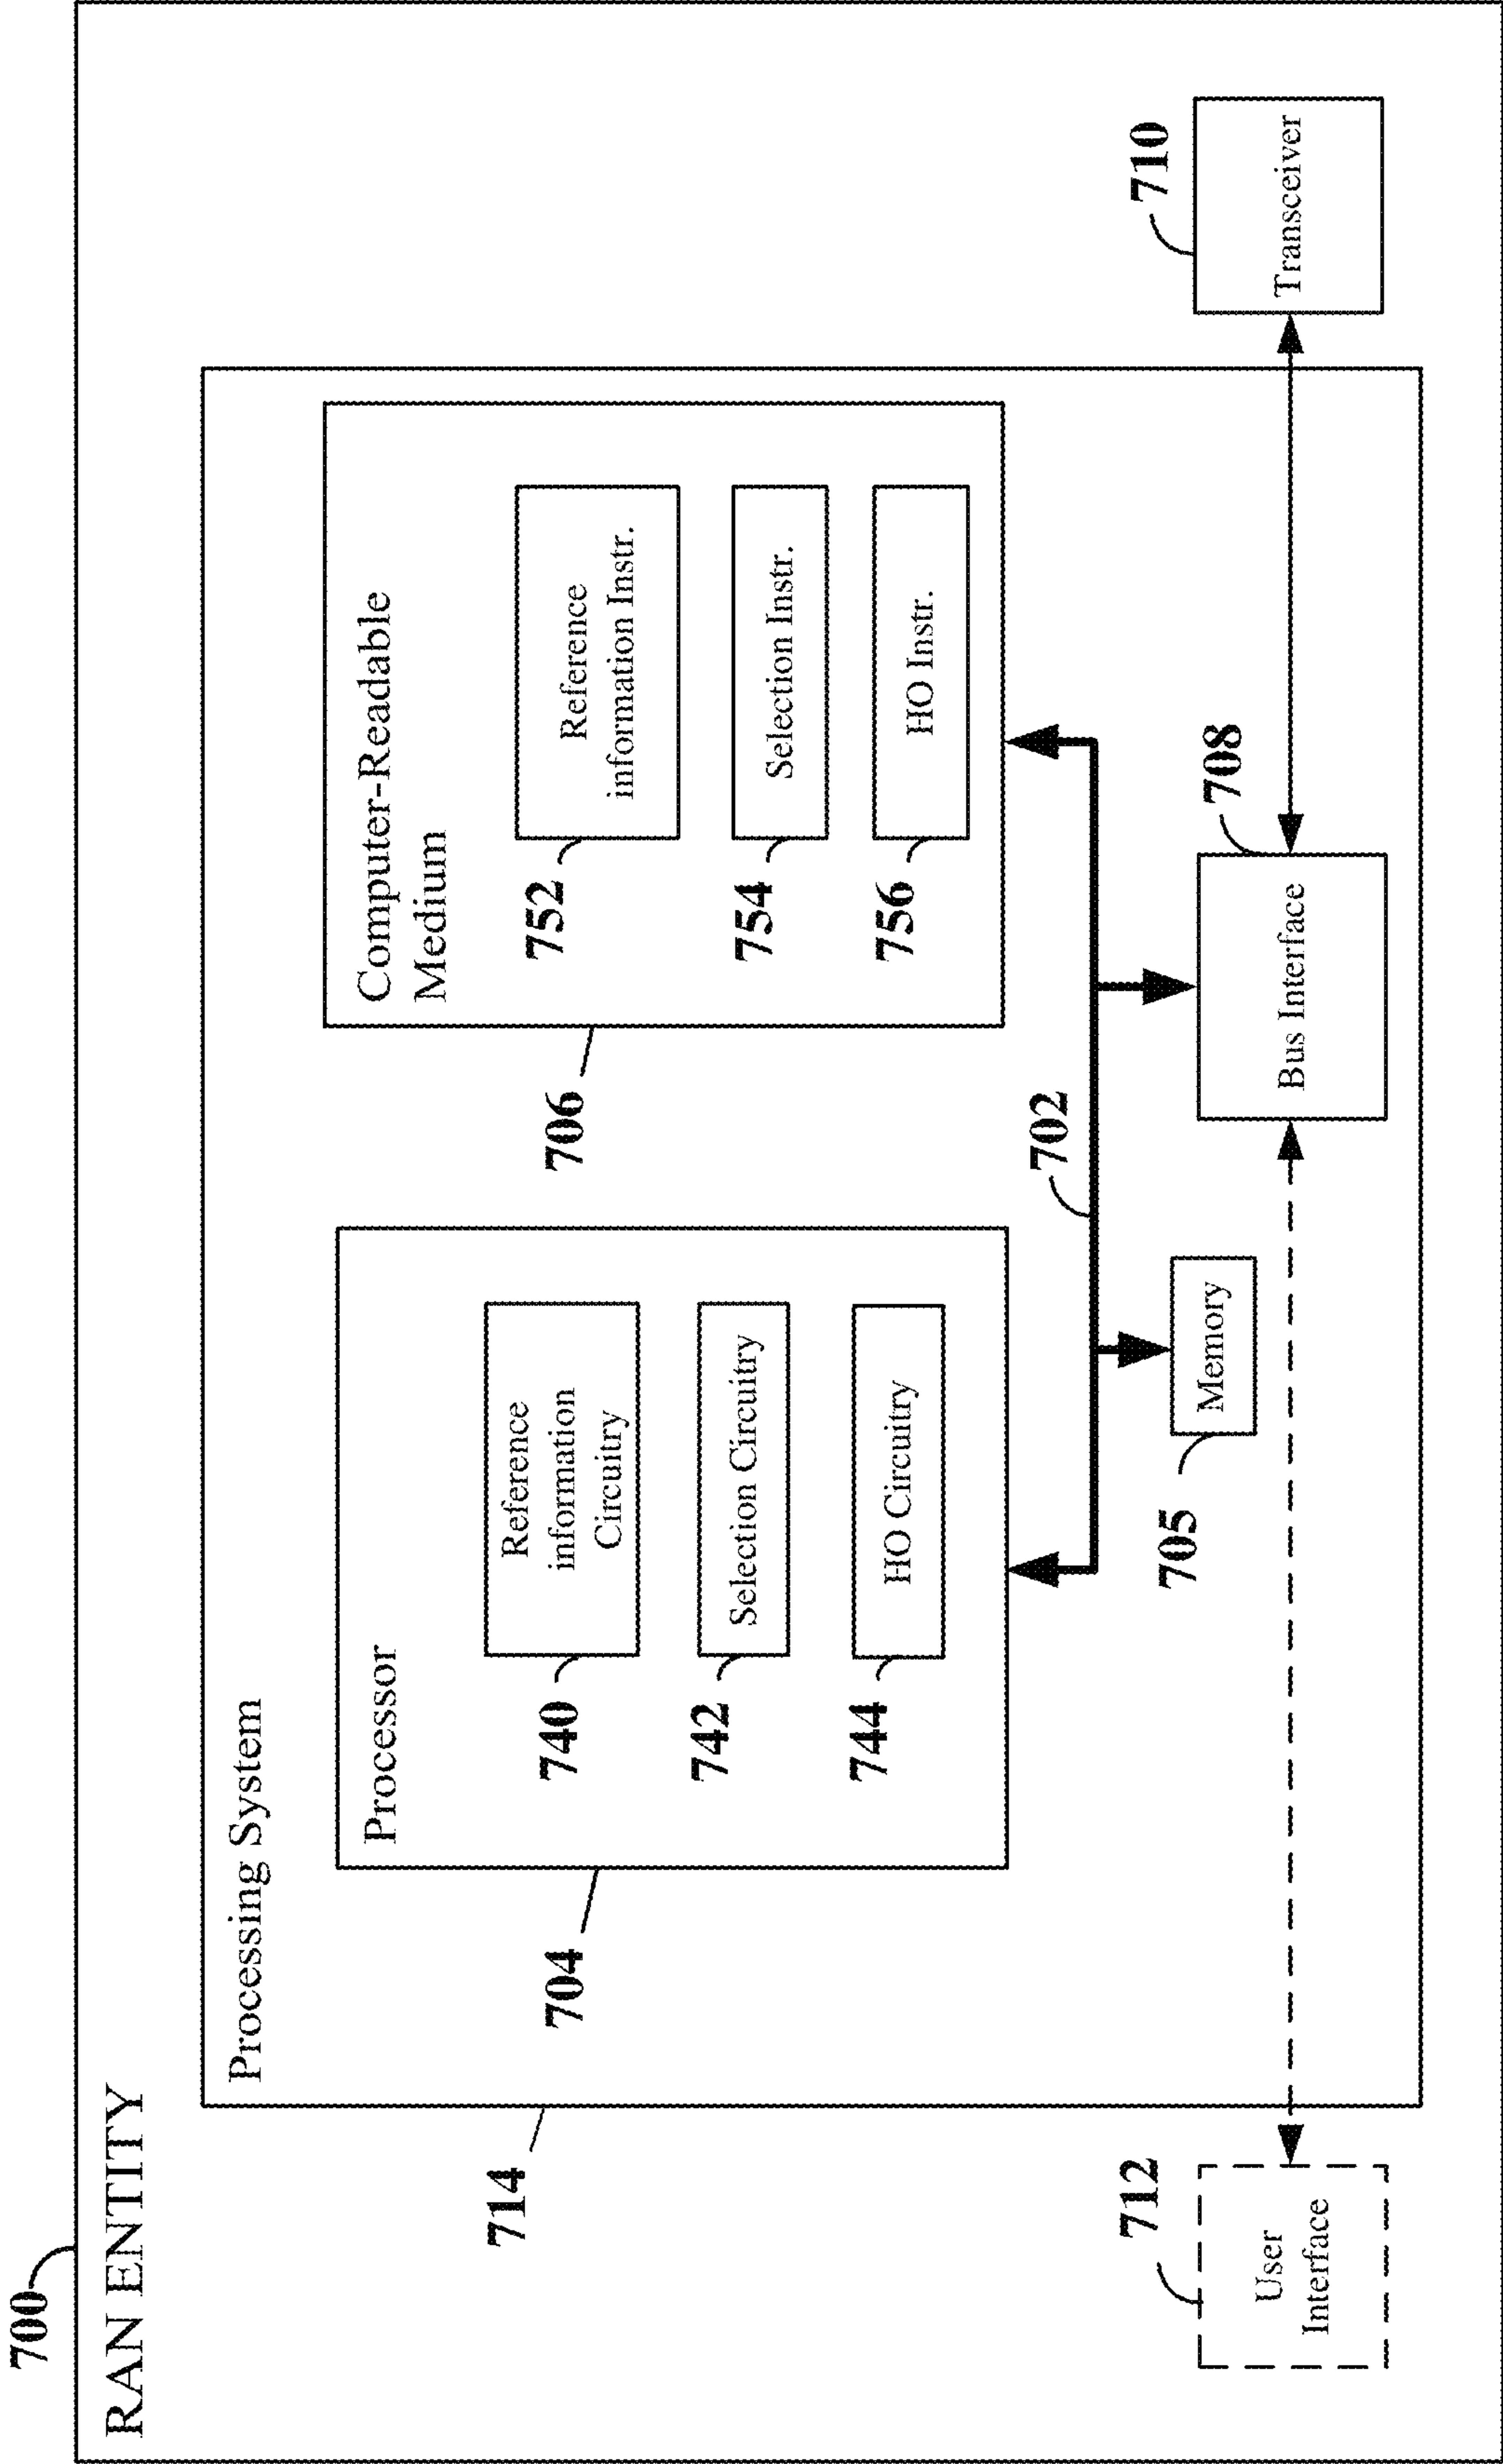 700
RAN ENTITY
714
Processing System
704
Processor
740
Reference
information
Circuitry
742
Selection Circuitry
744
HO Circuitry
706
Computer-Readable
Medium
752
Reference
information Instr.
754
Selection Instr.
756
HO Instr.
702
705
Memory
708
Bus Interface
712
User
Interface
710
Transceiver